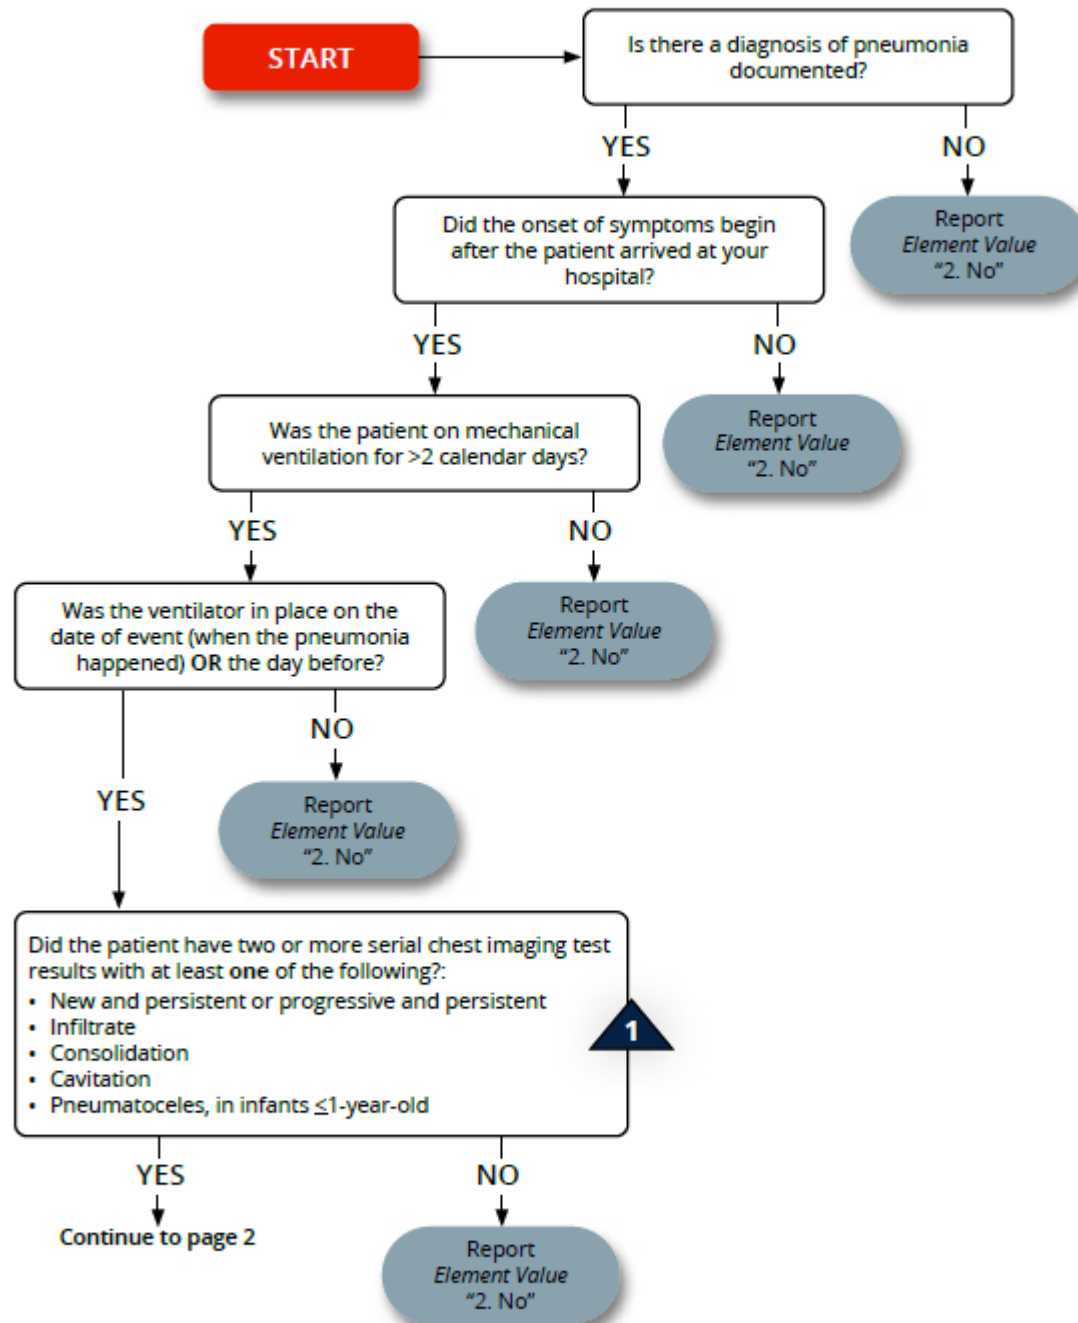 START
Is there a diagnosis of pneumonia
documented?
YES
NO
Report
Element Value
“2. No”
Did the onset of symptoms begin
after the patient arrived at your
hospital?
YES
NO
Report
Element Value
“2. No”
Was the patient on mechanical
ventilation for >2 calendar days?
YES
NO
Report
Element Value
“2. No”
Was the ventilator in place on the
date of event (when the pneumonia
happened) OR the day before?
YES
NO
Report
Element Value
“2. No”
Did the patient have two or more serial chest imaging test
results with at least one of the following?:
• New and persistent or progressive and persistent
• Infiltrate
• Consolidation
• Cavitation
• Pneumatoceles, in infants ≤1-year-old
1
YES
NO
Continue to page 2
Report
Element Value
“2. No”